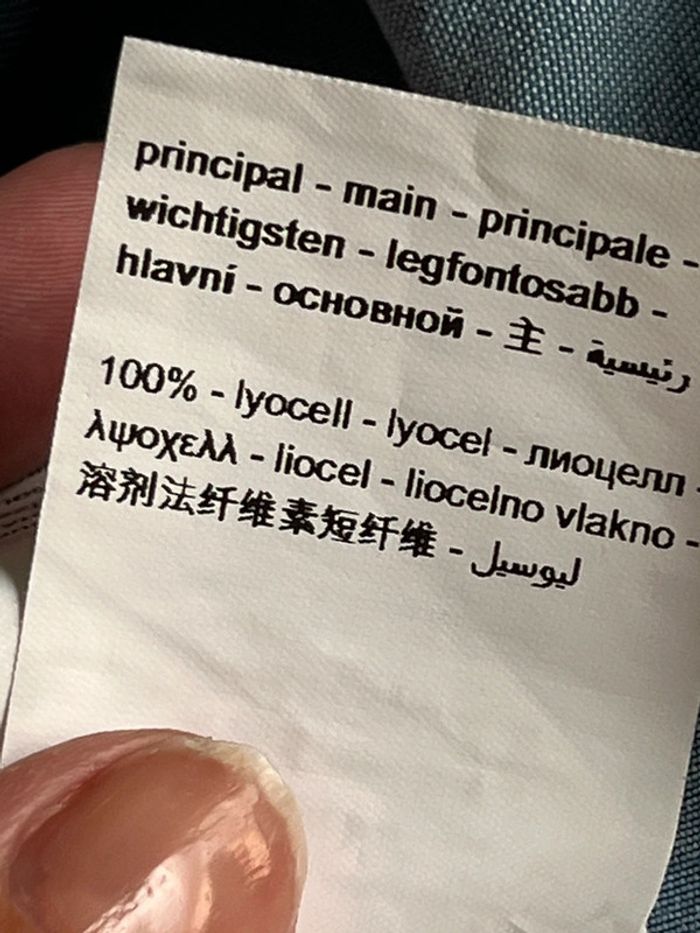 principal - main - principale -
wichtigsten - legfontosabb -
hlavní - основной - 主 - رئيسية
100% - lyocell - lyocel - лиоцелл -
λψοχελλ - liocel - liocelno vlakno -
溶剂法纤维素短纤维 - ليوسيل